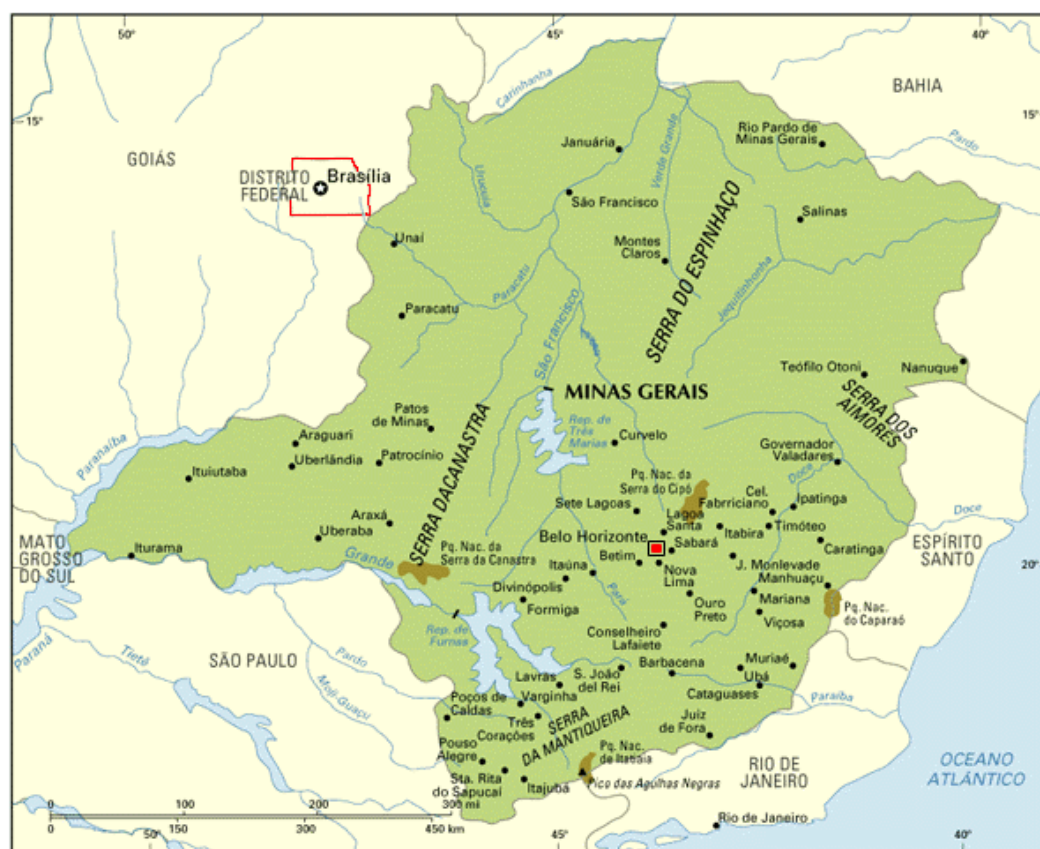 50°
45°
40°
15°
15°
Carinhanha
BAHIA
GOIÁS
Januária
Verde Grande
Rio Pardo de
Minas Gerais
Pardo
DISTRITO
FEDERAL
Brasília
Urucuia
São Francisco
SERRA DO ESPINHAÇO
Salinas
Unaí
Montes
Claros
Paracatu
Jequitinhonha
Paracatu
São Francisco
Teófilo Otoni
Nanuque
MINAS GERAIS
SERRA DOS
AIMORÉS
Patos
de Minas
Rep. de
Três
Marias
Curvelo
Araguari
Uberlândia
Patrocínio
Paranaíba
Ituiutaba
SERRA DACANASTRA
Governador
Valadares
Pq. Nac. da
Serra do Cipó
Doce
Sete Lagoas
Cel.
Fabrriciano
Ipatinga
Lagoa
Santa
Araxá
Uberaba
Itabira
Timóteo
Doce
Belo Horizonte
Sabará
Caratinga
ESPÍRITO
SANTO
MATO
GROSSO
DO SUL
Iturama
Grande
Pq. Nac. da
Serra da Canastra
Itaúna
Betim
Nova
Lima
J. Monlevade
Manhuaçu
20°
Divinópolis
Formiga
Pará
Ouro
Preto
Mariana
Viçosa
Pq. Nac.
do Caparaó
Rep. de
Furnas
Conselheiro
Lafaiete
Paraná
Tietê
SÃO PAULO
Pardo
Moji-Guaçu
Barbacena
Muriaé
Ubá
Lavras
S. João
del Rei
Cataguases
Paraíba
Varginha
Poços de
Caldas
Três
Corações
SERRA
DA MANTIQUEIRA
Juiz
de Fora
Pouso
Alegre
Pq. Nac.
de Itatiaia
RIO DE
JANEIRO
OCEANO
ATLÂNTICO
Sta. Rita
do Sapucaí
Itajubá
Pico das Agulhas Negras
0 100 200 300 mi
0 150 300 450 km
Rio de Janeiro
50°
45°
40°